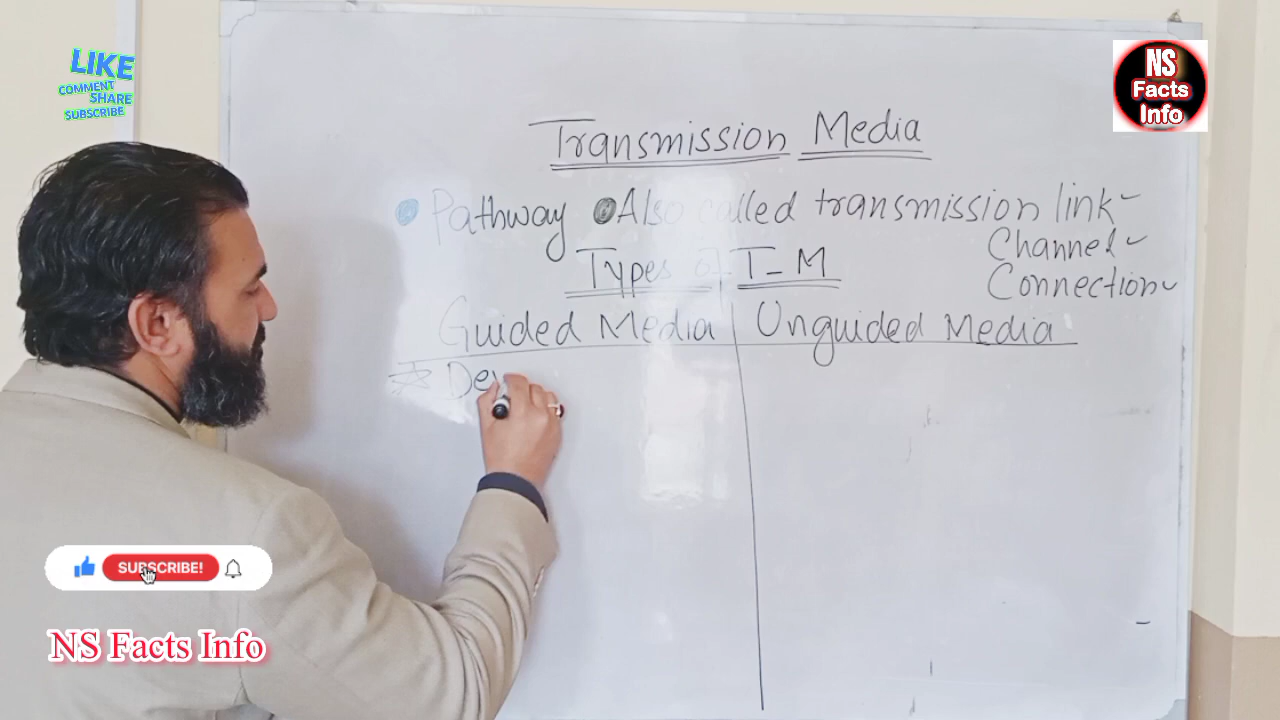 LIKE
COMMENT
SHARE
SUBSCRIBE
NS
Facts
Info
Transmission Media
Pathway Also called transmission link
Channel
Connection
Types of T-M
Guided Media Unguided Media
Dev
SUBSCRIBE!
NS Facts Info